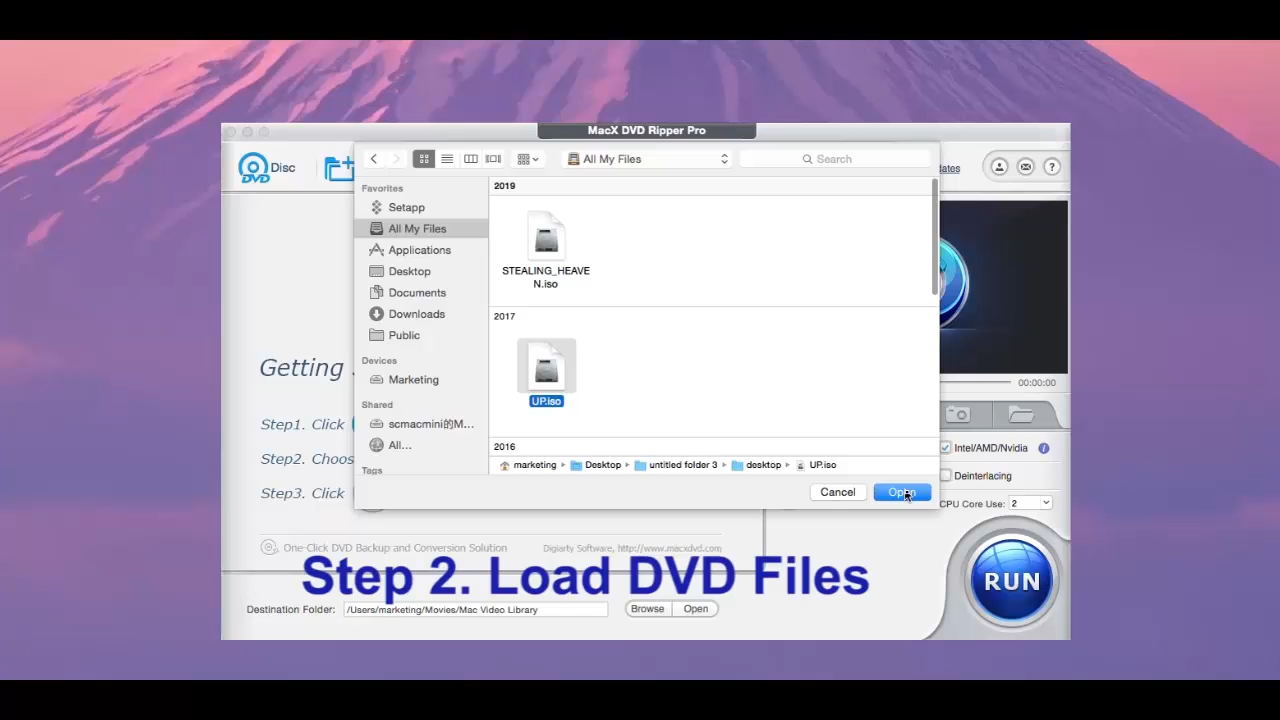 MacX DVD Ripper Pro
DVD
Disc
All My Files
Search
ates
?
Favorites
Setapp
All My Files
Applications
Desktop
Documents
Downloads
Public
Devices
Marketing
Shared
scmacmini的M...
All...
Tags
2019
STEALING_HEAVE
N.iso
2017
UP.iso
2016
marketing
Desktop
untitled folder 3
desktop
UP.iso
Cancel
Open
Getting
Step1. Click
Step2. Choos
Step3. Click
00:00:00
Intel/AMD/Nvidia
i
Deinterlacing
CPU Core Use:
2
One-Click DVD Backup and Conversion Solution
Digiarty Software, http://www.macxdvd.com
Step 2. Load DVD Files
Destination Folder:
/Users/marketing/Movies/Mac Video Library
Browse
Open
RUN